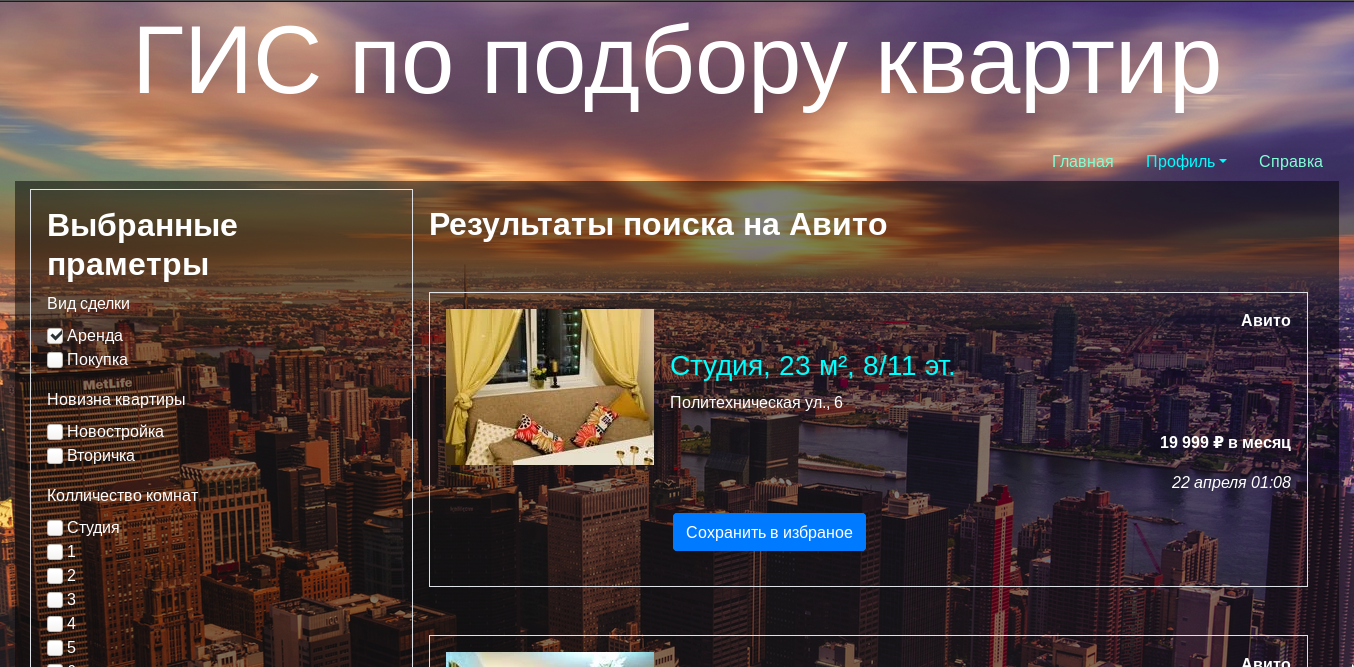 ГИС по подбору квартир
Главная
Профиль
Справка
Выбранные
праметры
Вид сделки
Аренда
Покупка
MetLife
Новизна квартиры
Новостройка
Вторичка
Колличество комнат
Студия
1
2
3
4
5
Результаты поиска на Авито
Авито
Студия, 23 м², 8/11 эт.
Политехническая ул., 6
19 999 ₽ в месяц
22 апреля 01:08
Сохранить в избраное
Авито